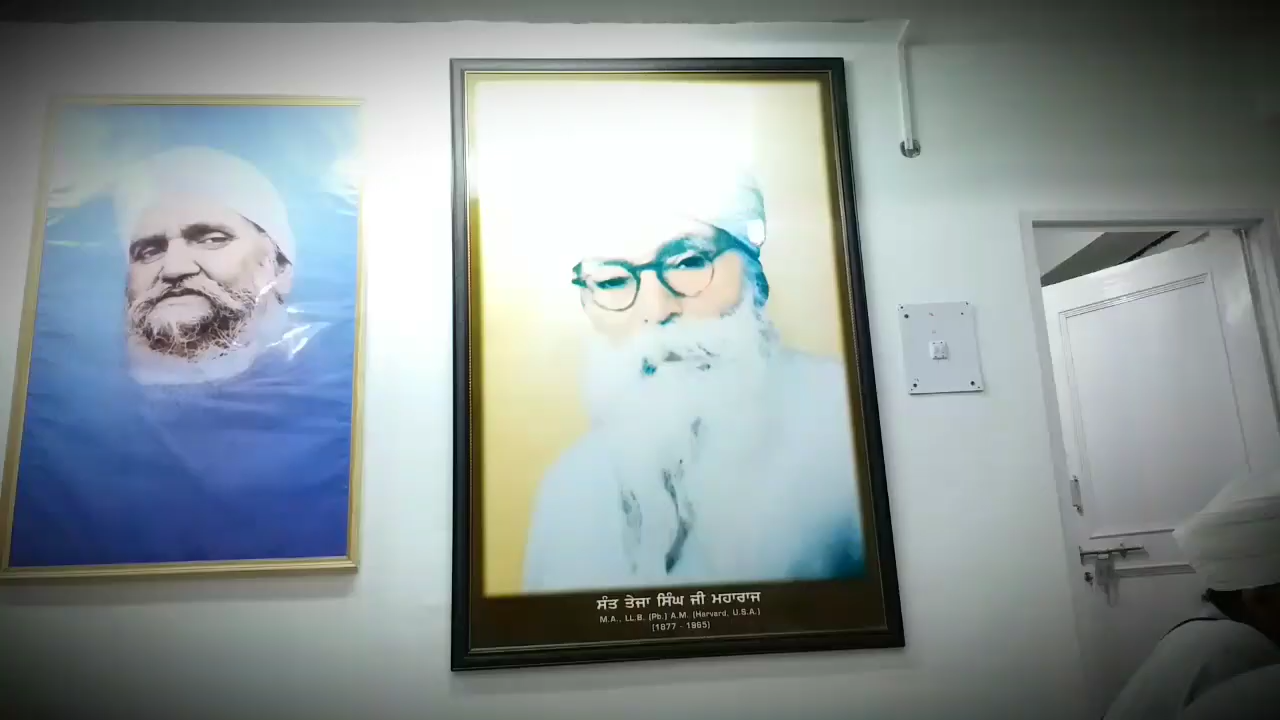 ਸੰਤ ਤੇਜਾ ਸਿੰਘ ਜੀ ਮਹਾਰਾਜ
M.A., LL.B. (Pb.) A.M. (Harvard, U.S.A.)
(1877 - 1965)